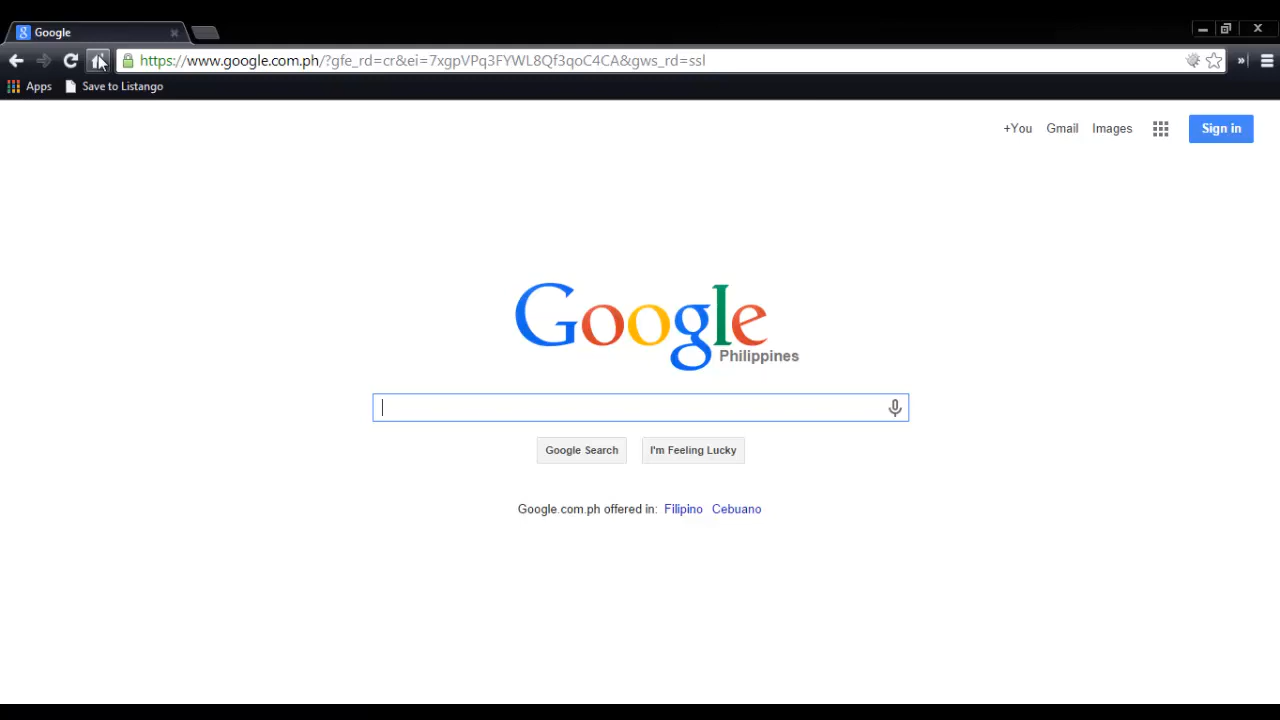 Google
https://www.google.com.ph/?gfe_rd=cr&ei=7xgpVPq3FYWL8Qf3qoC4CA&gws_rd=ssl
Apps Save to Listango
+You Gmail Images Sign in
Google
Philippines
Google Search I'm Feeling Lucky
Google.com.ph offered in: Filipino Cebuano